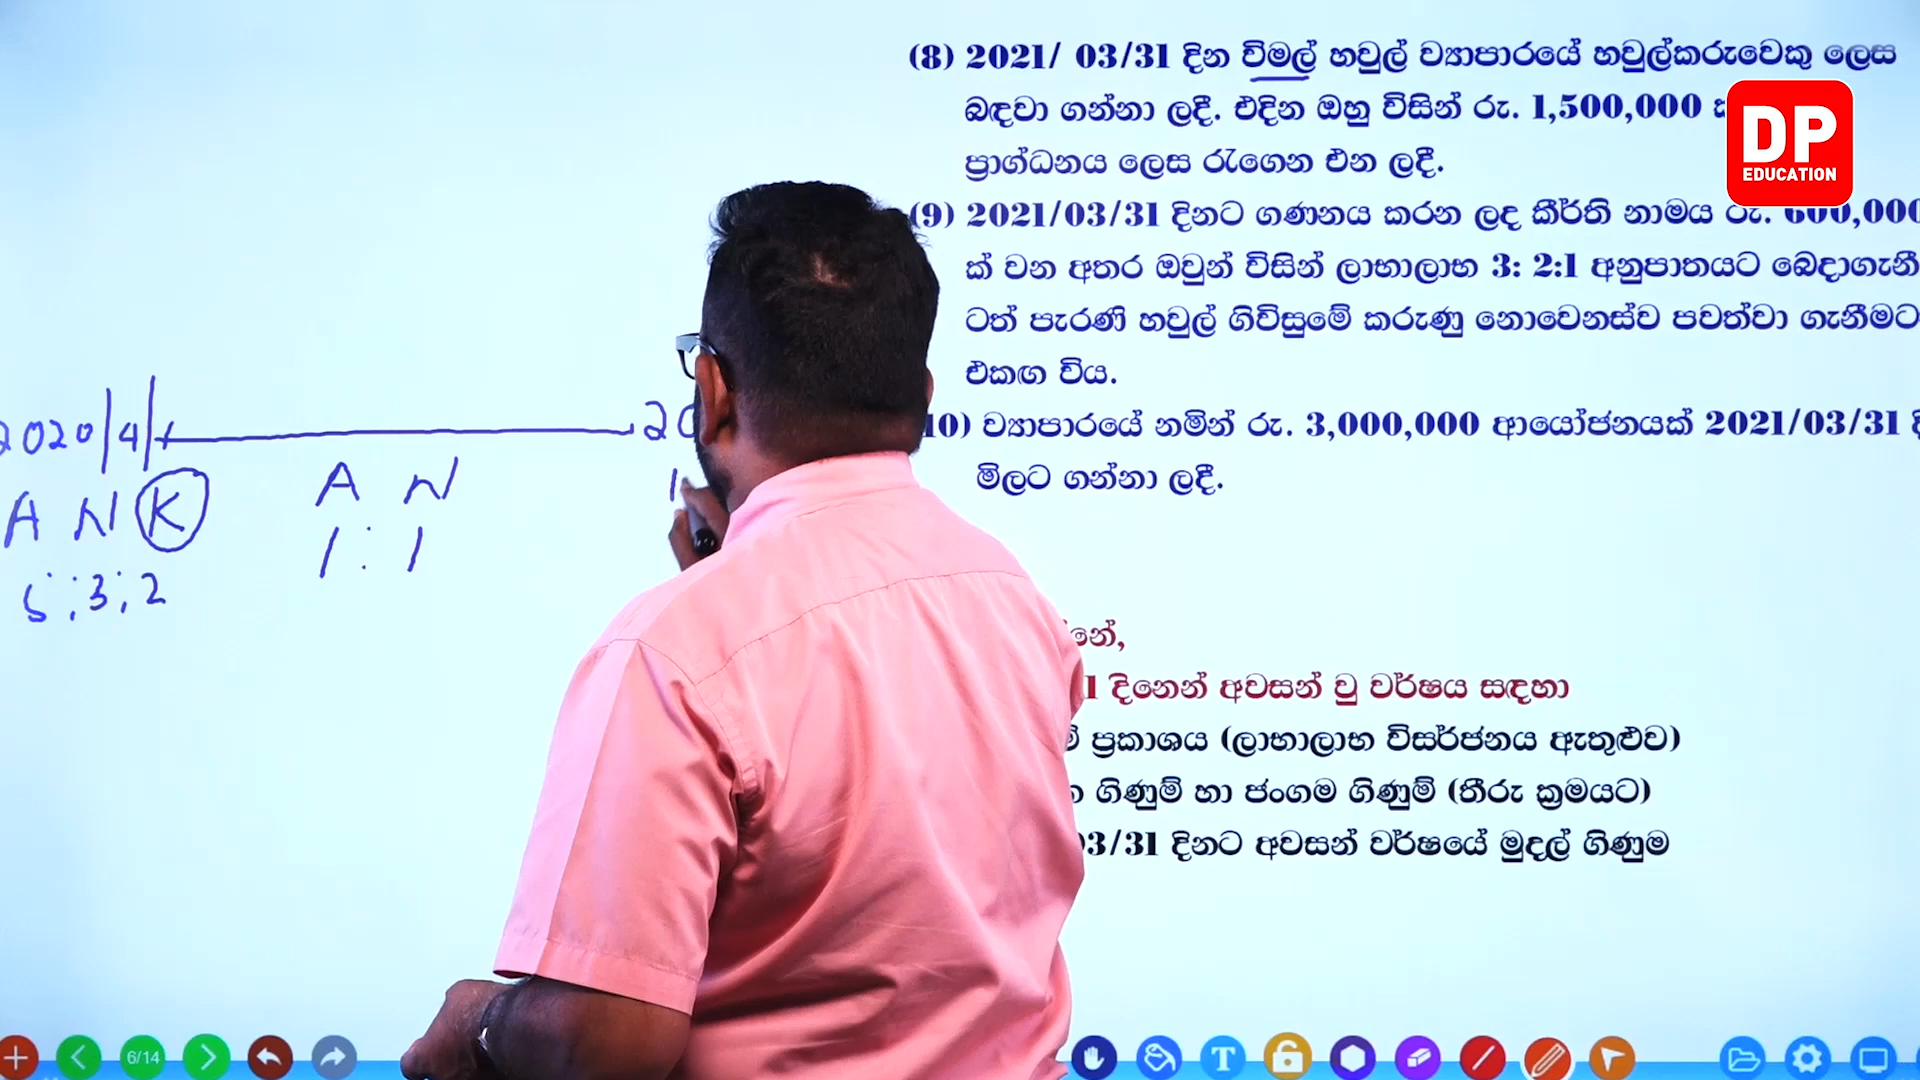 (8) 2021/ 03/31 දින විමල් හවුල් ව්‍යාපාරයේ හවුල්කරුවෙකු ලෙස
බඳවා ගන්නා ලදී. එදින ඔහු විසින් රු. 1,500,000
ප්‍රාග්ධනය ලෙස රැගෙන එන ලදී.
DP
EDUCATION
(9) 2021/03/31 දිනට ගණනය කරන ලද කීර්ති නාමය රු. 600,000
ක් වන අතර ඔවුන් විසින් ලාභාලාභ 3: 2:1 අනුපාතයට බෙදාගැනී
ටත් පැරණි හවුල් ගිවිසුමේ කරුණු නොවෙනස්ව පවත්වා ගැනීමට
එකඟ විය.
10) ව්‍යාපාරයේ නමින් රු. 3,000,000 ආයෝජනයක් 2021/03/31
මිලට ගන්නා ලදී.
2020/4/1 20
A N K A N
5:3:2 1:1
දිනෙන් අවසන් වු වර්ෂය සඳහා
ප්‍රකාශය (ලාභාලාභ විසර්ජනය ඇතුළුව)
ගිණුම් හා ජංගම ගිණුම් (තීරු ක්‍රමයට)
03/31 දිනට අවසන් වර්ෂයේ මුදල් ගිණුම
6/14